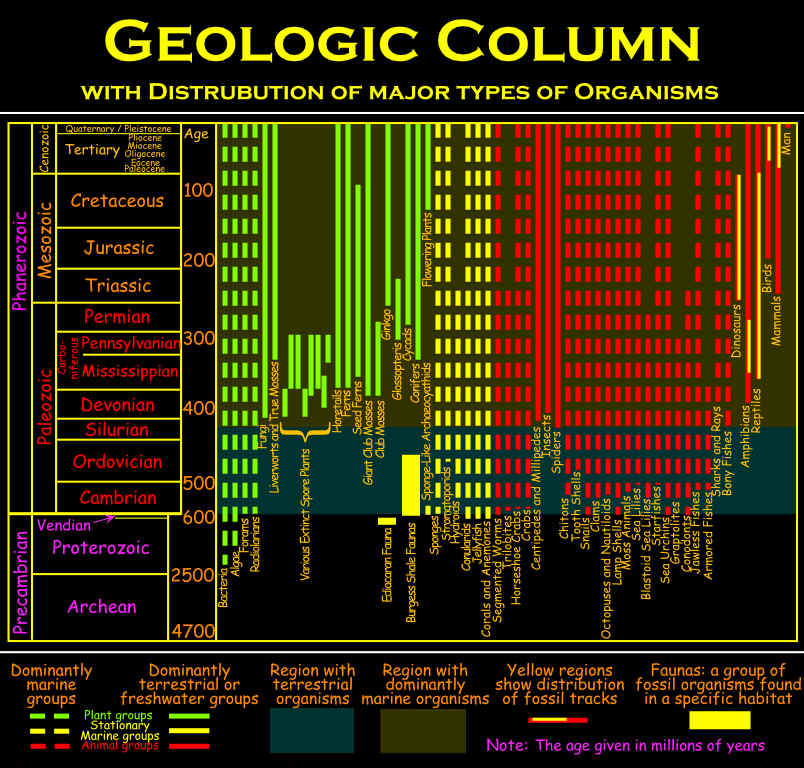 GEOLOGIC COLUMN
WITH DISTRUBUTION OF MAJOR TYPES OF ORGANISMS
Phanerozoic
Precambrian
Cenozoic
Mesozoic
Paleozoic
Quaternary / Pleistocene
Tertiary
Pliocene
Miocene
Oligocene
Eocene
Paleocene
Cretaceous
Jurassic
Triassic
Permian
Carbo-
niferous
Pennsylvanian
Mississippian
Devonian
Silurian
Ordovician
Cambrian
Vendian
Proterozoic
Archean
Age
100
200
300
400
500
600
2500
4700
Bacteria
Algae
Forams
Radiolarians
Fungi
Liverworts and True Mosses
Various Extinct Spore Plants
Horsetails
Ferns
Seed Ferns
Giant Club Mosses
Club Mosses
Ginkgo
Ediacaran Fauna
Glassopteris
Cycads
Burgess Shale Faunas
Conifers
Flowering Plants
Sponge-Like Archaeocyathids
Sponges
Hydroids
Conularids
Jellyfish
Corals and Anemones
Segmented Worms
Trilobites
Horseshoe Crabs
Crabs
Centipedes and Millipedes
Insects
Spiders
Chitons
Tooth Shells
Snails
Clams
Octopuses and Nautiloids
Lamp Shells
Moss Animals
Sea Lilies
Blastoid Sea Lilies
Starfishes
Sea Urchins
Graptolites
Conodonts
Jawless Fishes
Armored Fishes
Sharks and Rays
Bony Fishes
Dinosaurs
Amphibians
Reptiles
Birds
Mammals
Man
Dominantly
marine
groups
Dominantly
terrestrial or
freshwater groups
Plant groups
Stationary
Marine groups
Animal groups
Region with
terrestrial
organisms
Region with
dominantly
marine organisms
Yellow regions
show distribution
of fossil tracks
Faunas: a group of
fossil organisms found
in a specific habitat
Note: The age given in millions of years